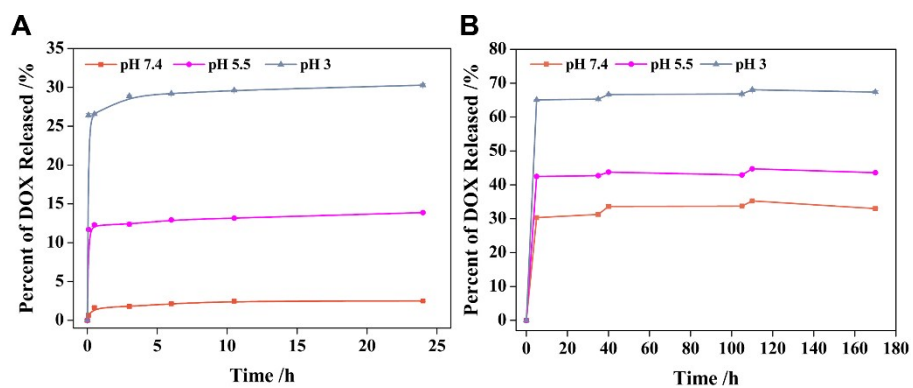 A
Percent of DOX Released /%
35
30
25
20
15
10
5
0
pH 7.4 pH 5.5 pH 3
0 5 10 15 20 25
Time /h
B
Percent of DOX Released /%
80
70
60
50
40
30
20
10
0
pH 7.4 pH 5.5 pH 3
0 20 40 60 80 100 120 140 160 180
Time /h